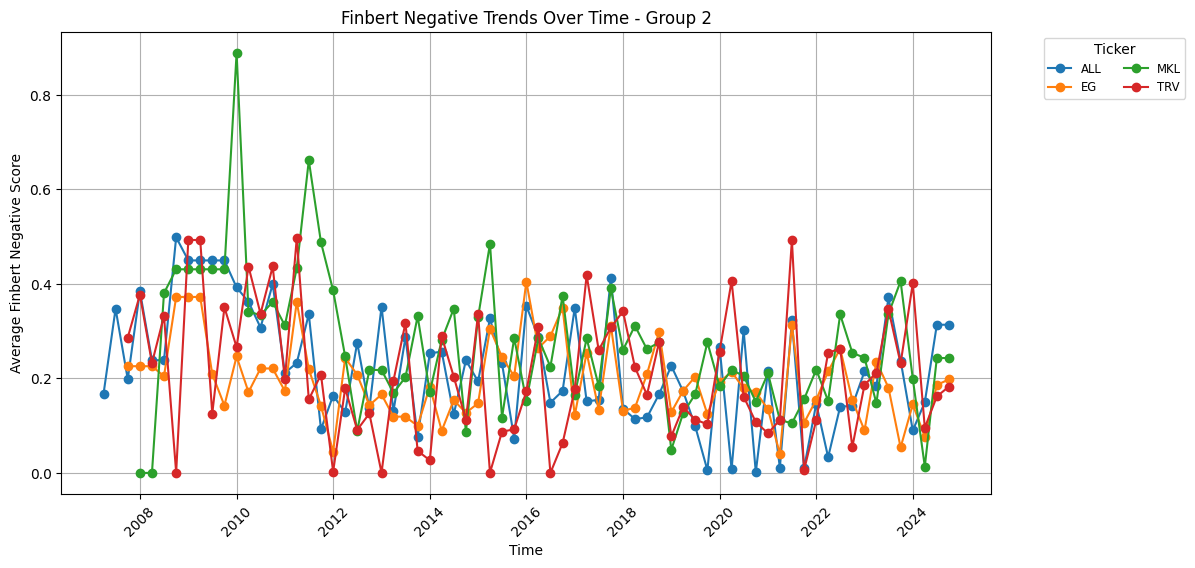 Finbert Negative Trends Over Time - Group 2
Average Finbert Negative Score
0.8
0.6
0.4
0.2
0.0
2008
2010
2012
2014
2016
2018
2020
2022
2024
Time
Ticker
ALL
EG
MKL
TRV